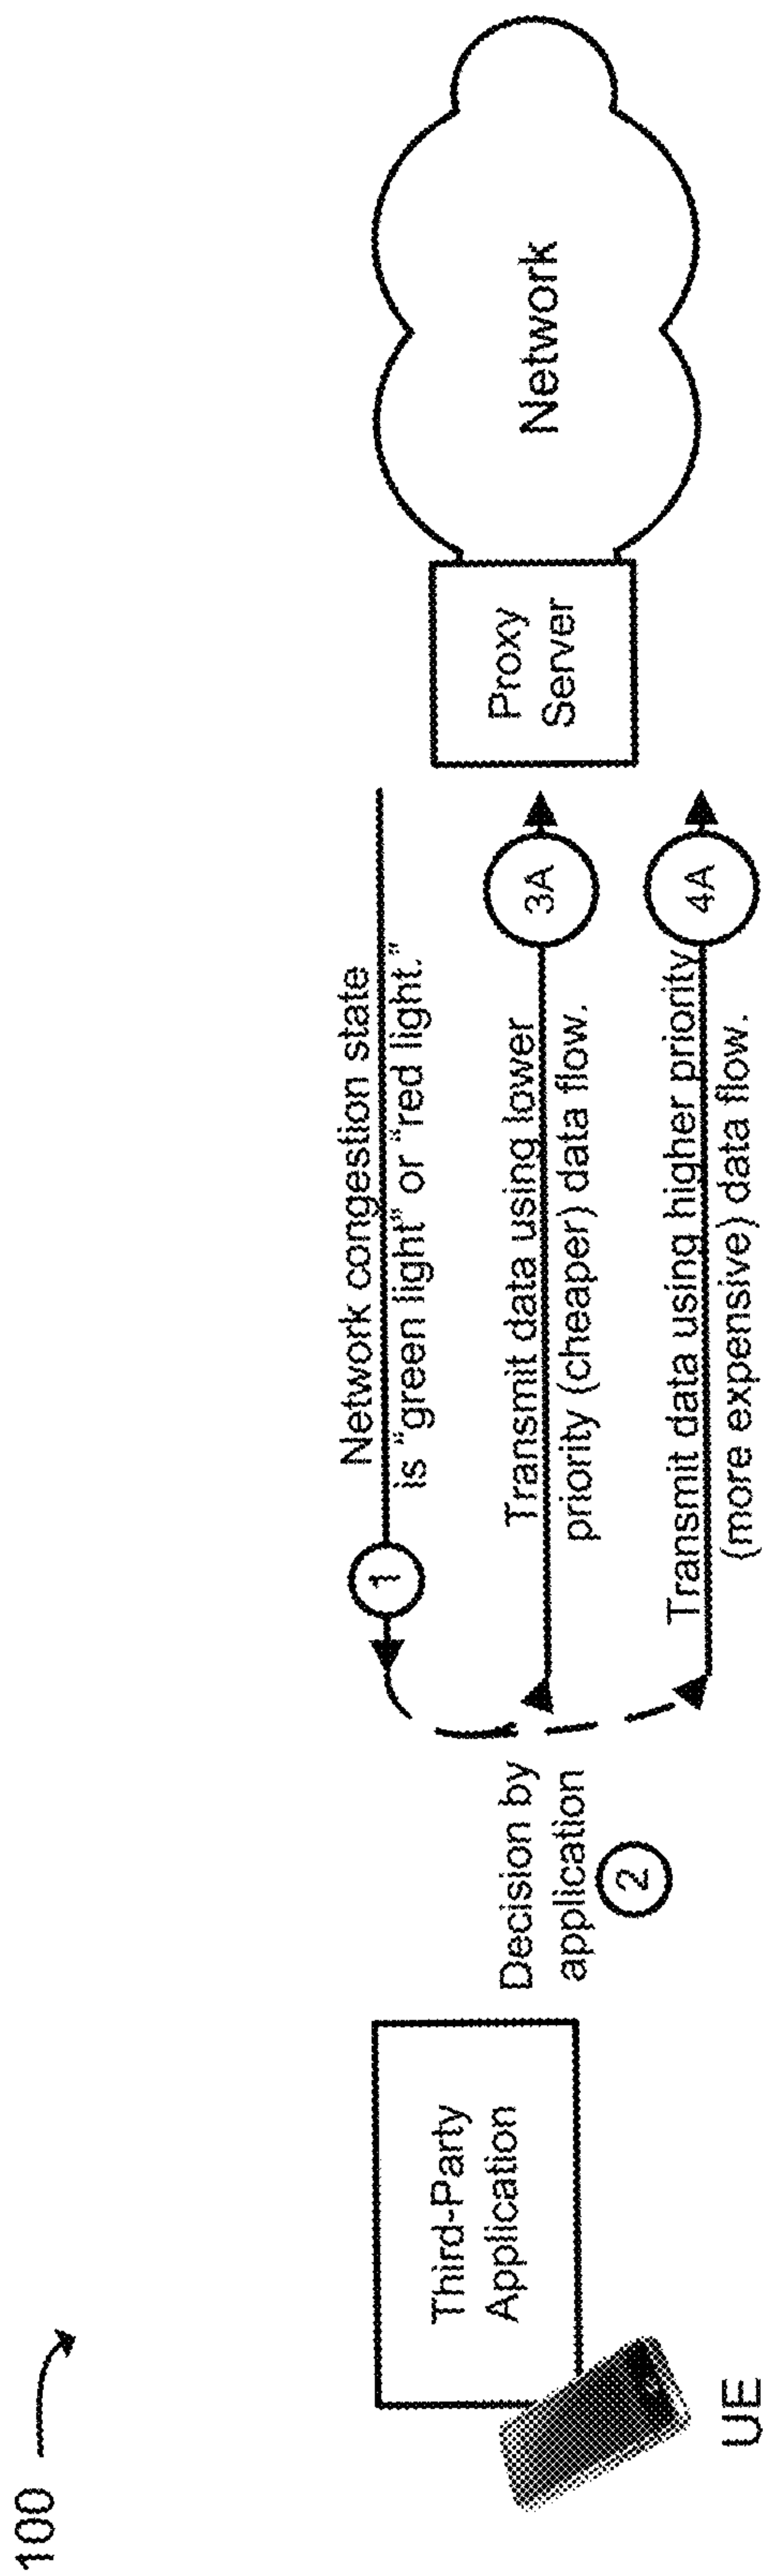 100
Network congestion state
is “green light” or “red light.”
1
Transmit data using lower
priority (cheaper) data flow.
3A
Transmit data using higher priority
(more expensive) data flow.
4A
Decision by
application
2
Third-Party
Application
UE
Proxy
Server
Network